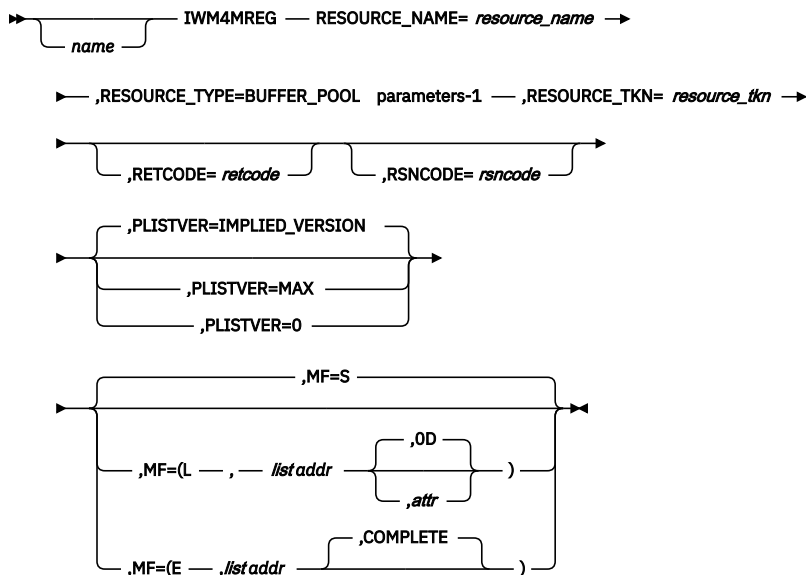 IWM4MREG RESOURCE_NAME= resource_name
name
,RESOURCE_TYPE=BUFFER_POOL parameters-1 ,RESOURCE_TKN= resource_tkn
,RETCODE= retcode ,RSNCODE= rsncode
,PLISTVER=IMPLIED_VERSION
,PLISTVER=MAX
,PLISTVER=0
,MF=S
,0D
,MF=(L , list addr )
,attr
,COMPLETE
,MF=(E ,list addr )